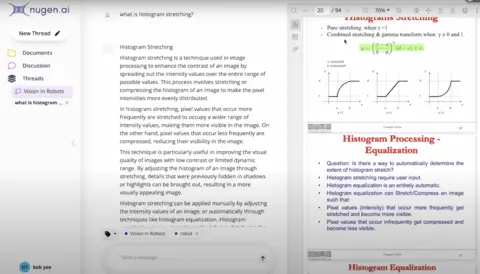 nugen.ai
New Thread
Documents
Discussion
Threads
Vision in Robots
what is histogram ...
bob yee
what is histogram stretching?
Histogram Stretching
Histogram stretching is a technique used in image
processing to enhance the contrast of an image by
spreading out the intensity values over the entire range of
possible values. This process involves stretching or
compressing the histogram of an image to make the pixel
intensities more evenly distributed.
In histogram stretching, pixel values that occur more
frequently are stretched to occupy a wider range of
intensity values, making them more visible in the image. On
the other hand, pixel values that occur less frequently are
compressed, reducing their visibility in the image.
This technique is particularly useful in improving the visual
quality of images with low contrast or limited dynamic
range. By adjusting the histogram of an image through
stretching, details that were previously hidden in shadows
or highlights can be brought out, resulting in a more
visually appealing image.
Histogram stretching can be applied manually by adjusting
the intensity values of an image, or automatically through
techniques like histogram equalization. Histogram
Vision in Robots
robot
Send a message.
20 / 94
70%
Histograms Stretching
• Pure stretching when γ =1
• Combined stretching & gamma transform when γ ≠ 0 and 1.
Histogram Processing -
Equalization
• Question: Is there a way to automatically determine the
extent of histogram stretch?
• Histogram stretching require user input.
• Histogram equalization is an entirely automatic.
• Histogram equalization can Stretch/Compress an image
such that:
• Pixel values (intensity) that occur more frequently get
stretched and become more visible.
• Pixel values that occur infrequently get compressed and
become less visible.
Histogram Equalization